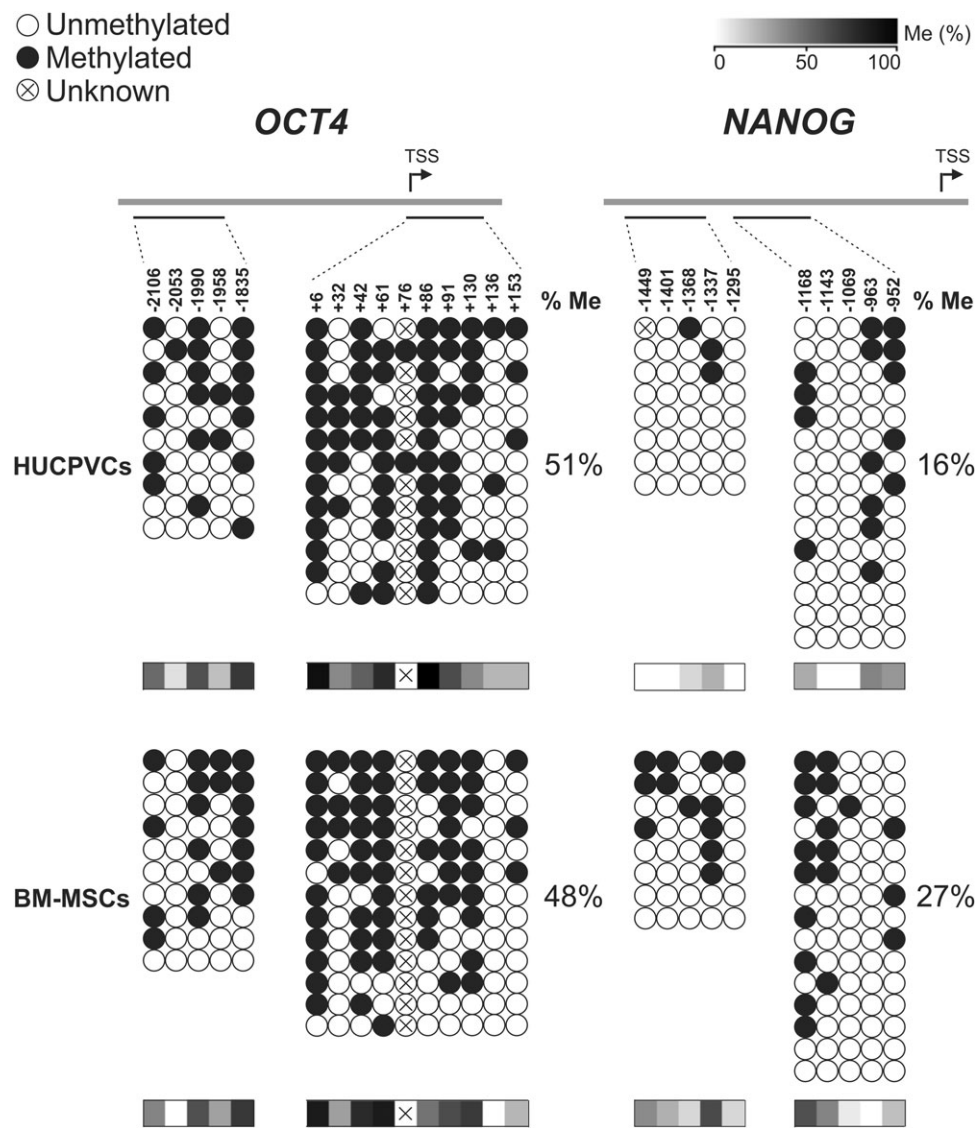 Unmethylated
Methylated
Unknown
Me (%)
0 50 100
OCT4
NANOG
TSS
TSS
-2106 -2053 -1990 -1958 -1835
+6 +32 +42 +61 +76 +86 +91 +130 +136 +153
% Me
-1449 -1401 -1368 -1337 -1295
-1168 -1143 -1069 -963 -952
% Me
HUCPVCs
51%
16%
BM-MSCs
48%
27%